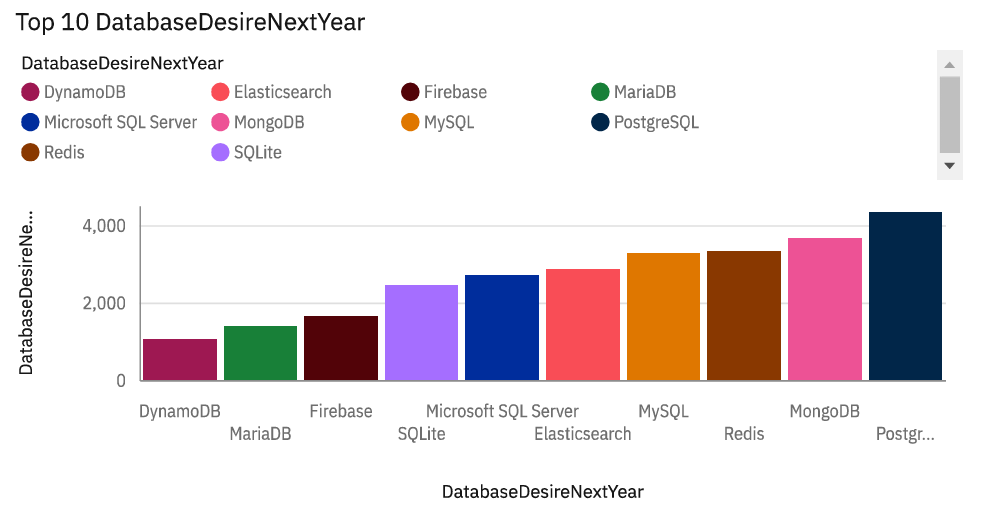 Top 10 DatabaseDesireNextYear
DatabaseDesireNextYear
DynamoDB Elasticsearch Firebase MariaDB
Microsoft SQL Server MongoDB MySQL PostgreSQL
Redis SQLite
DatabaseDesireNe...
4,000
2,000
0
DynamoDB Firebase Microsoft SQL Server MySQL MongoDB
MariaDB SQLite Elasticsearch Redis Postgr...
DatabaseDesireNextYear